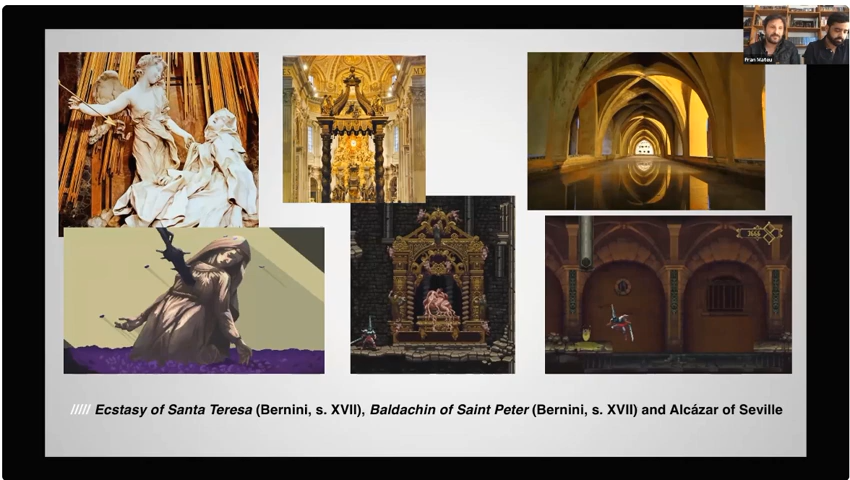 Fran Mateu
///// Ecstasy of Santa Teresa (Bernini, s. XVII), Baldachin of Saint Peter (Bernini, s. XVII) and Alcázar of Seville